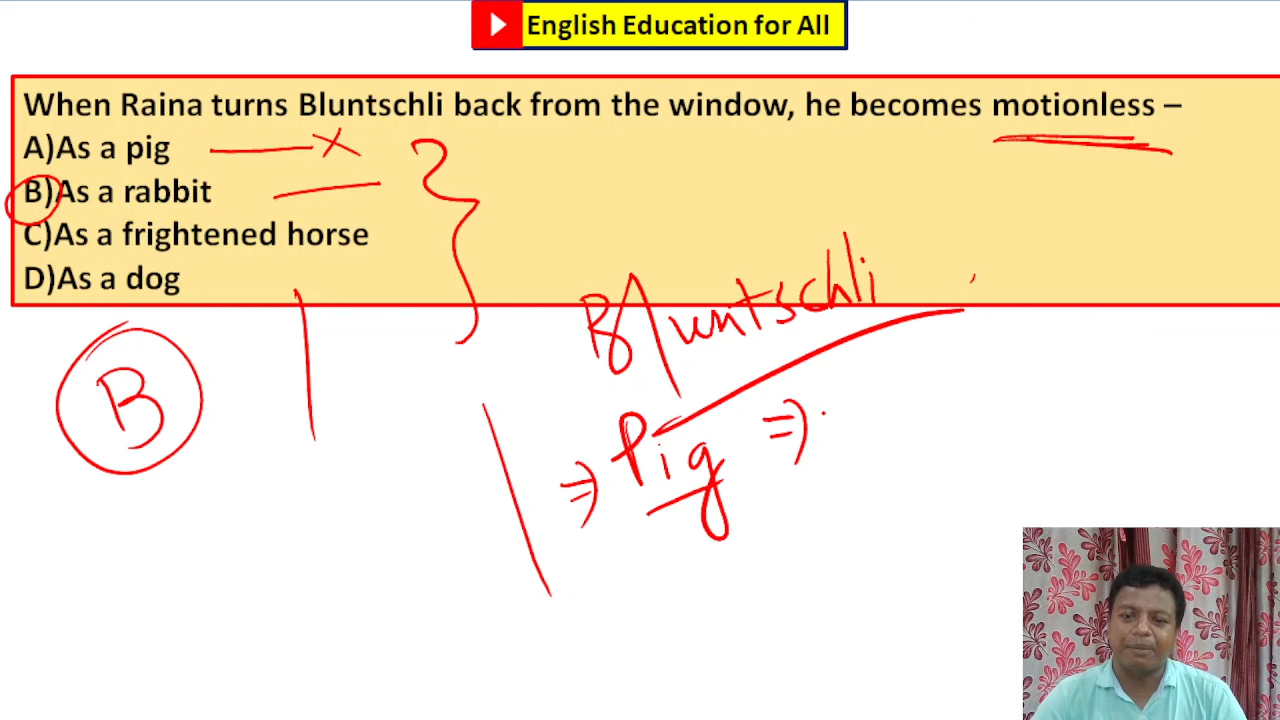 English Education for All
When Raina turns Bluntschli back from the window, he becomes motionless –
A)As a pig
B)As a rabbit
C)As a frightened horse
D)As a dog
Bluntschli
B
⇒ Pig ⇒